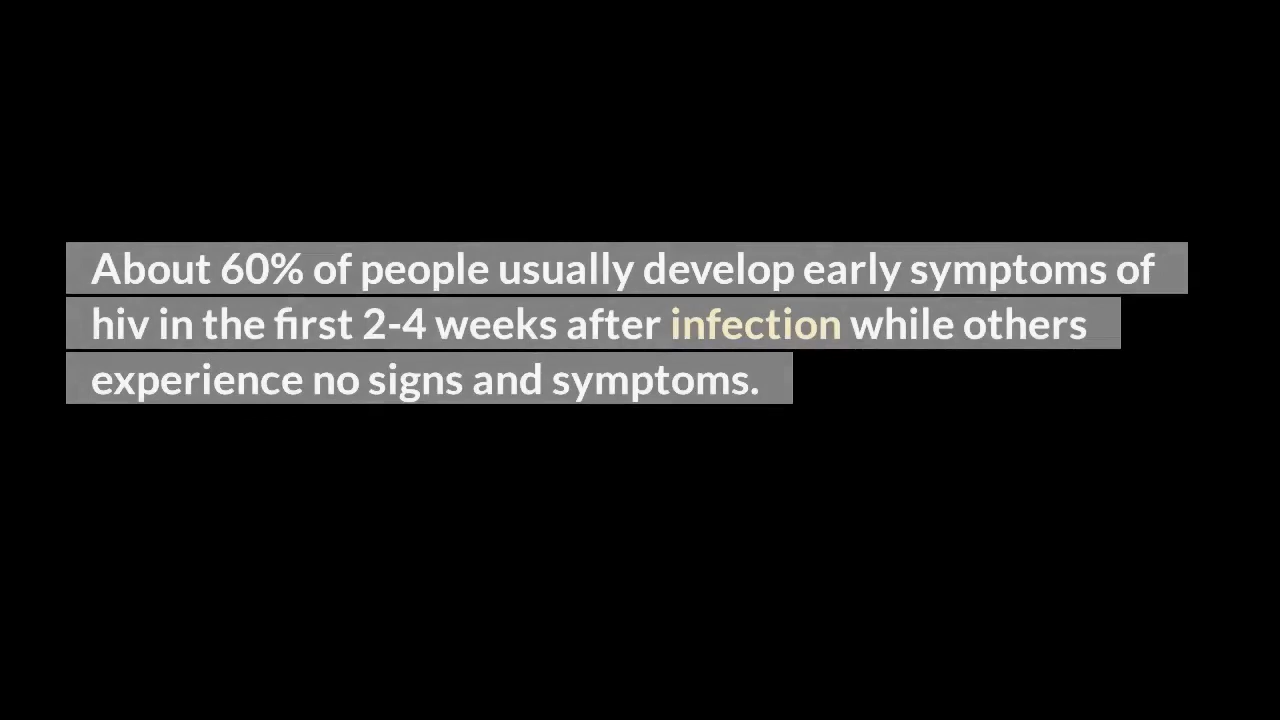 About 60% of people usually develop early symptoms of
hiv in the first 2-4 weeks after infection while others
experience no signs and symptoms.